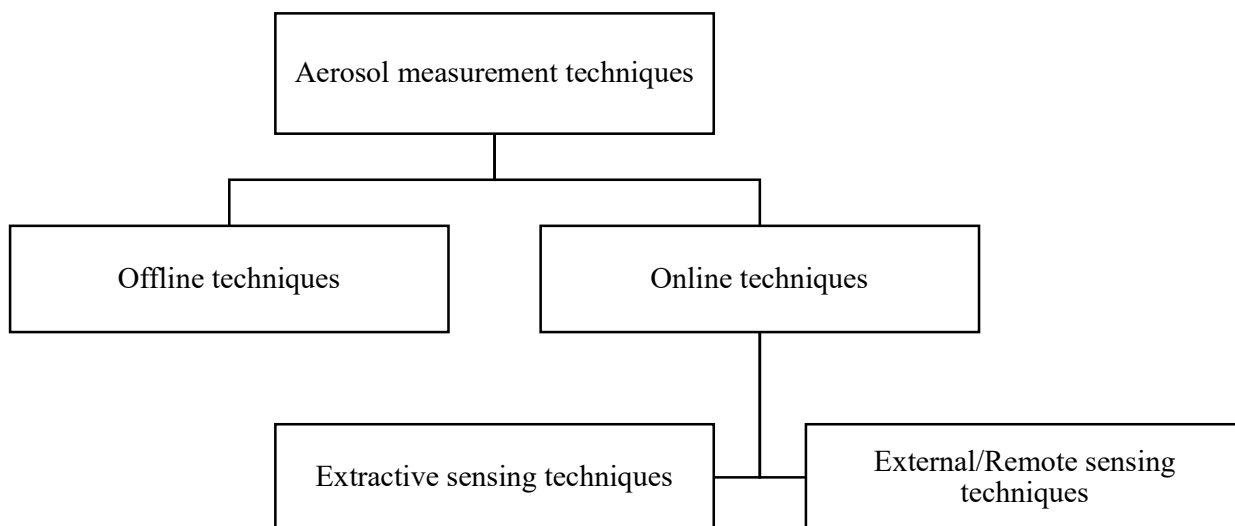 Aerosol measurement techniques
Offline techniques
Online techniques
Extractive sensing techniques
External/Remote sensing
techniques